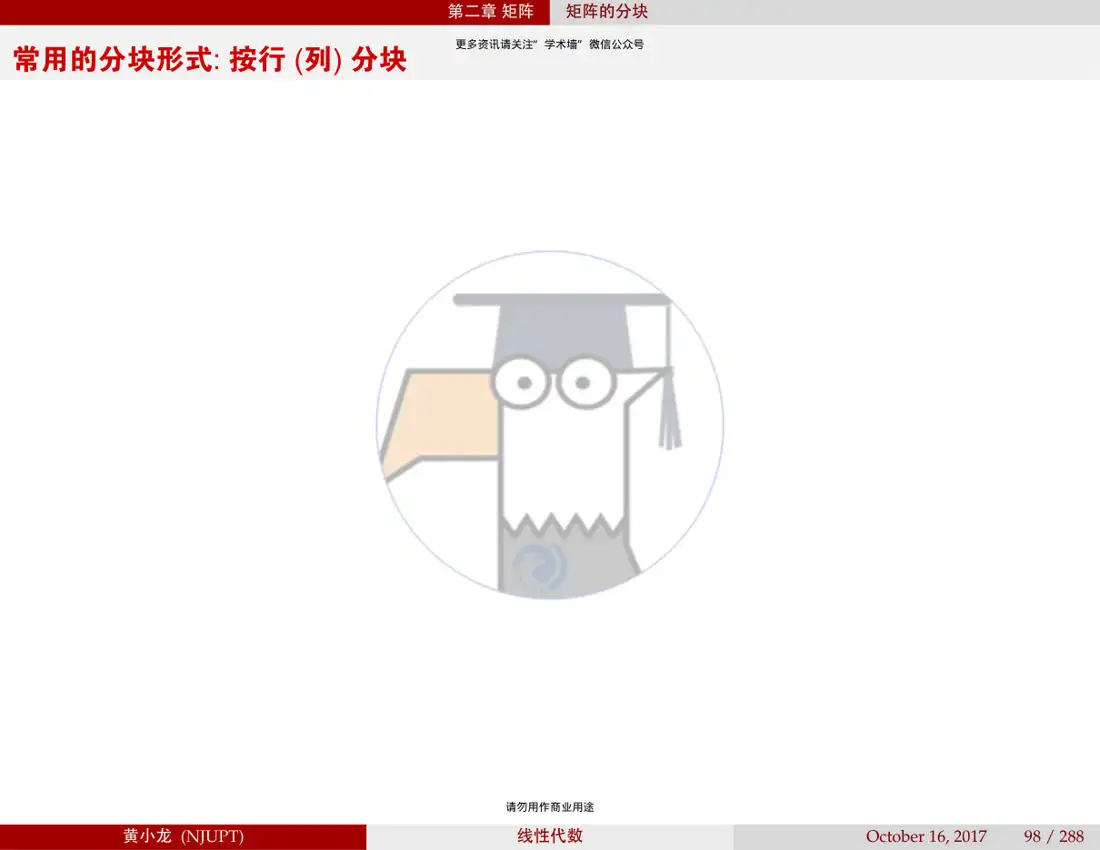 第二章 矩阵 矩阵的分块
更多资讯请关注“学术墙”微信公众号
常用的分块形式: 按行 (列) 分块
请勿用作商业用途
黄小龙 (NJUPT) 线性代数 October 16, 2017 98 / 288